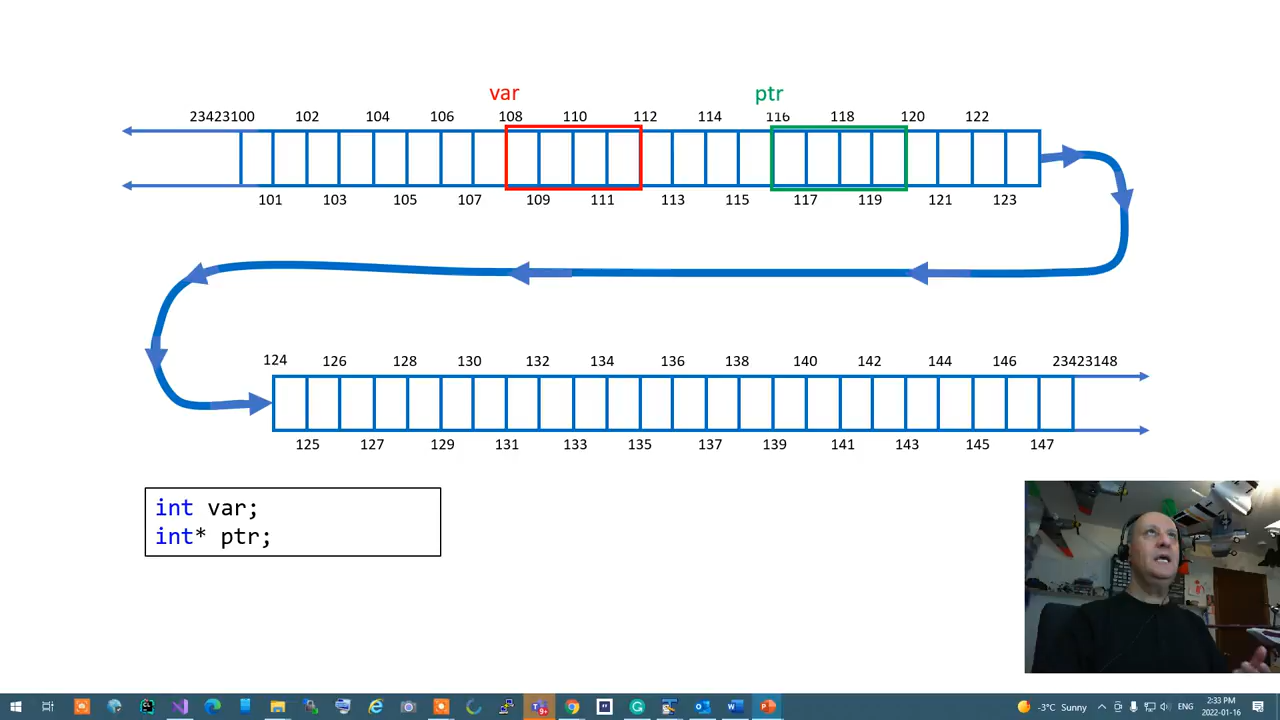 var ptr
23423100 102 104 106 108 110 112 114 116 118 120 122
101 103 105 107 109 111 113 115 117 119 121 123
124 126 128 130 132 134 136 138 140 142 144 146 23423148
125 127 129 131 133 135 137 139 141 143 145 147
int var;
int* ptr;
-3°C Sunny ENG 2:33 PM
2022-01-16